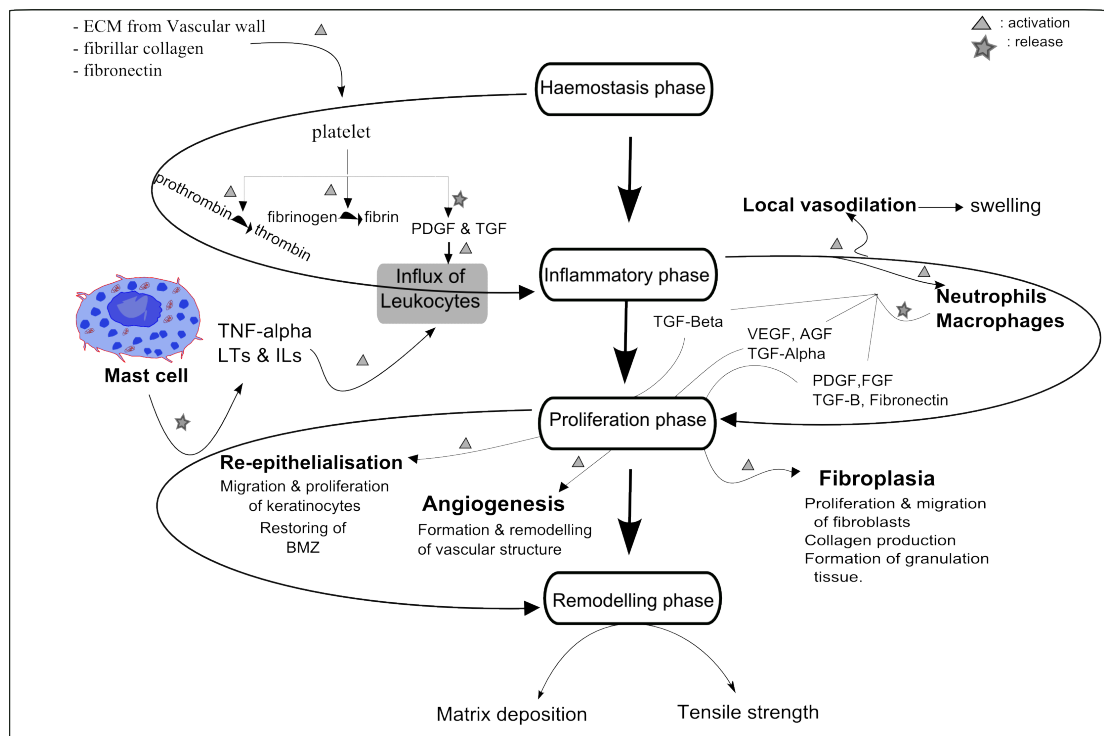 - ECM from Vascular wall
- fibrillar collagen
- fibronectin
: activation
: release
Haemostasis phase
platelet
prothrombin
thrombin
fibrinogen
fibrin
PDGF & TGF
Local vasodilation
swelling
Influx of
Leukocytes
Inflammatory phase
Neutrophils
Macrophages
TNF-alpha
LTs & ILs
Mast cell
TGF-Beta
VEGF, AGF
TGF-Alpha
PDGF,FGF
TGF-B, Fibronectin
Proliferation phase
Re-epithelialisation
Migration & proliferation
of keratinocytes
Restoring of
BMZ
Angiogenesis
Formation & remodelling
of vascular structure
Fibroplasia
Proliferation & migration
of fibroblasts
Collagen production
Formation of granulation
tissue.
Remodelling phase
Matrix deposition
Tensile strength